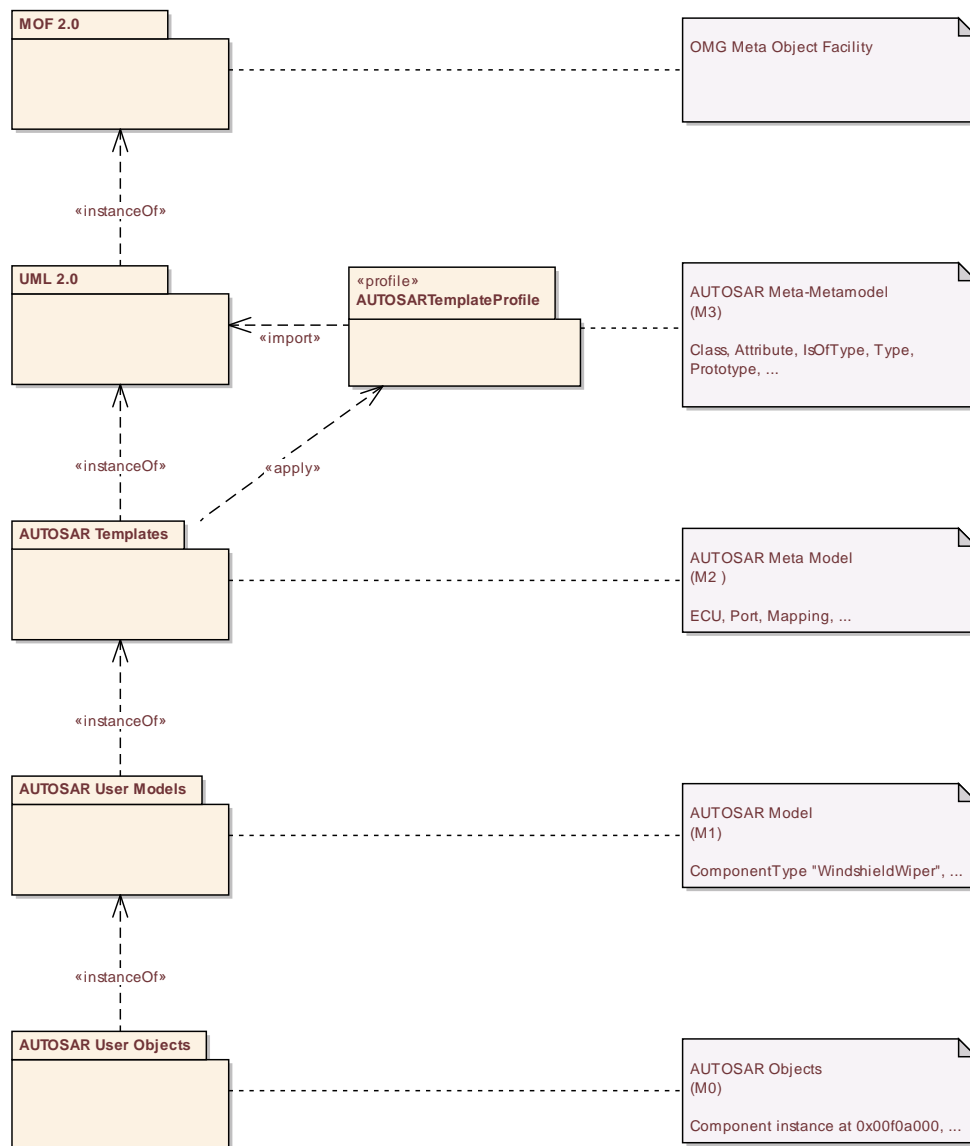 MOF 2.0
OMG Meta Object Facility
«instanceOf»
UML 2.0
«profile»
AUTOSARTemplateProfile
AUTOSAR Meta-Metamodel
(M3)
Class, Attribute, IsOfType, Type,
Prototype, ...
«import»
«instanceOf»
«apply»
AUTOSAR Templates
AUTOSAR Meta Model
(M2 )
ECU, Port, Mapping, ...
«instanceOf»
AUTOSAR User Models
AUTOSAR Model
(M1)
ComponentType "WindshieldWiper", ...
«instanceOf»
AUTOSAR User Objects
AUTOSAR Objects
(M0)
Component instance at 0x00f0a000, ...